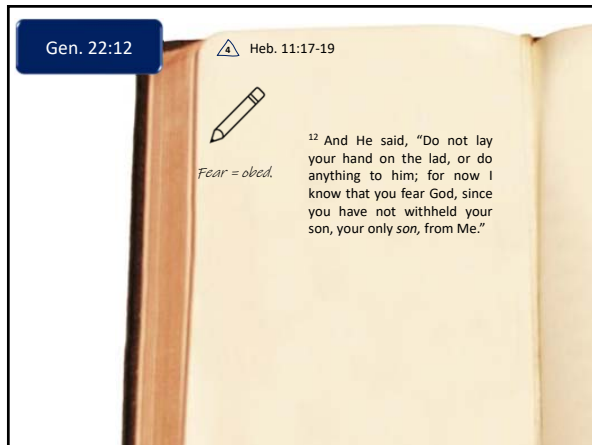 Gen. 22:12
4 Heb. 11:17-19
Fear = obed.
12 And He said, “Do not lay
your hand on the lad, or do
anything to him; for now I
know that you fear God, since
you have not withheld your
son, your only son, from Me.”